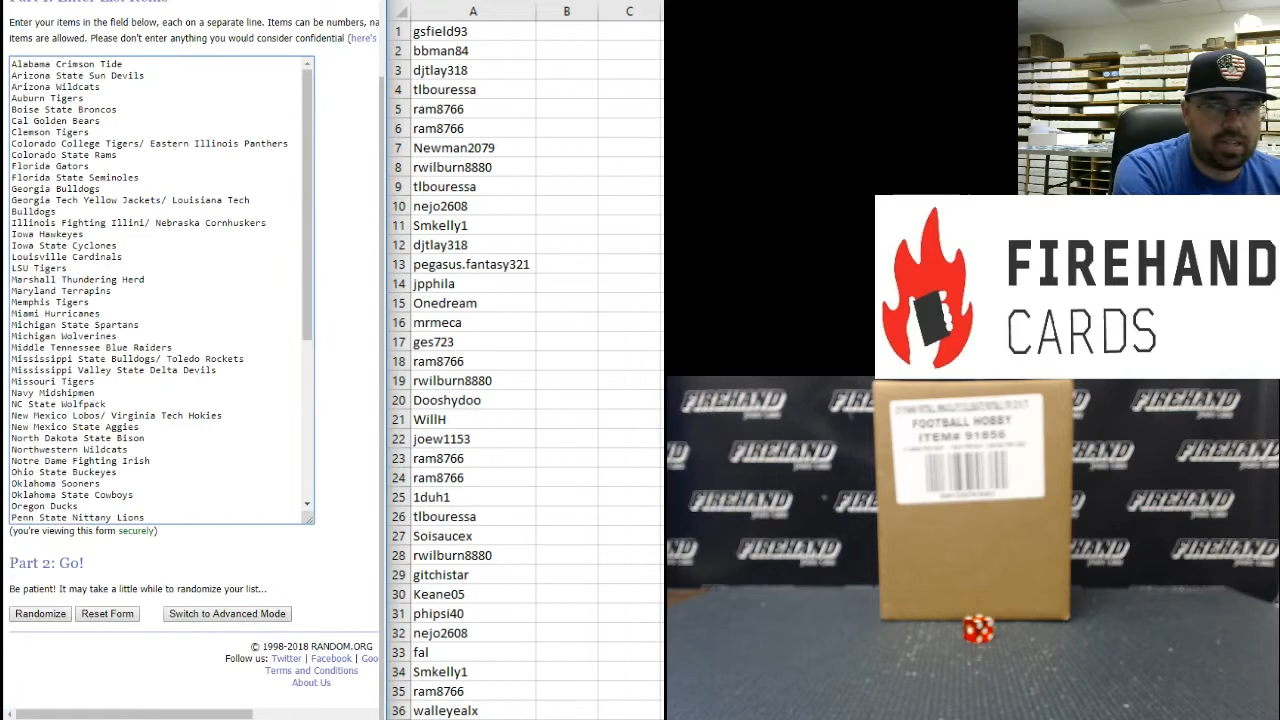 Enter your items in the field below, each on a separate line. Items can be numbers, na
items are allowed. Please don't enter anything you would consider confidential (here's
Alabama Crimson Tide
Arizona State Sun Devils
Arizona Wildcats
Auburn Tigers
Boise State Broncos
Cal Golden Bears
Clemson Tigers
Colorado College Tigers/ Eastern Illinois Panthers
Colorado State Rams
Florida Gators
Florida State Seminoles
Georgia Bulldogs
Georgia Tech Yellow Jackets/ Louisiana Tech
Bulldogs
Illinois Fighting Illini/ Nebraska Cornhuskers
Iowa Hawkeyes
Iowa State Cyclones
Louisville Cardinals
LSU Tigers
Marshall Thundering Herd
Maryland Terrapins
Memphis Tigers
Miami Hurricanes
Michigan State Spartans
Michigan Wolverines
Middle Tennessee Blue Raiders
Mississippi State Bulldogs/ Toledo Rockets
Mississippi Valley State Delta Devils
Missouri Tigers
Navy Midshipmen
NC State Wolfpack
New Mexico Lobos/ Virginia Tech Hokies
New Mexico State Aggies
North Dakota State Bison
Northwestern Wildcats
Notre Dame Fighting Irish
Ohio State Buckeyes
Oklahoma Sooners
Oklahoma State Cowboys
Oregon Ducks
Penn State Nittany Lions
(you're viewing this form securely)
Part 2: Go!
Be patient! It may take a little while to randomize your list...
Randomize Reset Form Switch to Advanced Mode
© 1998-2018 RANDOM.ORG
Follow us: Twitter | Facebook | Goo
Terms and Conditions
About Us
A B C
1 gsfield93
2 bbman84
3 djtlay318
4 tlbouressa
5 ram8766
6 ram8766
7 Newman2079
8 rwilburn8880
9 tlbouressa
10 nejo2608
11 Smkelly1
12 djtlay318
13 pegasus.fantasy321
14 jpphila
15 Onedream
16 mrmeca
17 ges723
18 ram8766
19 rwilburn8880
20 Dooshydoo
21 WillH
22 joew1153
23 ram8766
24 ram8766
25 1duh1
26 tlbouressa
27 Soisaucex
28 rwilburn8880
29 gitchistar
30 Keane05
31 phipsi40
32 nejo2608
33 fal
34 Smkelly1
35 ram8766
36 walleyealx
FIREHAND
CARDS
FOOTBALL HOBBY
ITEM# 91856
FIREHAND
FIREHAND
FIREHAND
FIREHAND
FIREHAND